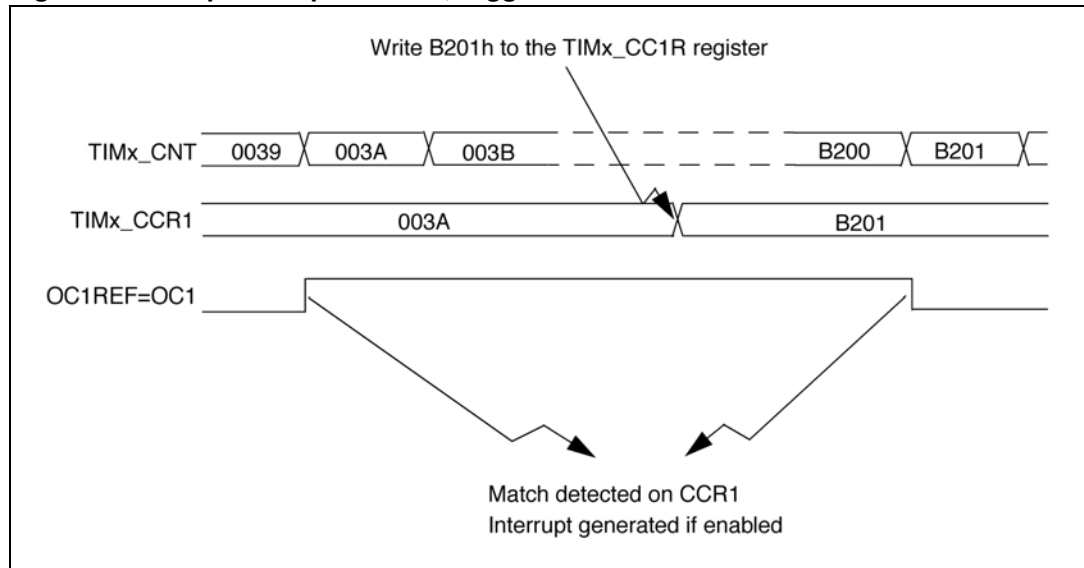 Write B201h to the TIMx_CC1R register
TIMx_CNT 0039 003A 003B B200 B201
TIMx_CCR1 003A B201
OC1REF=OC1
Match detected on CCR1
Interrupt generated if enabled